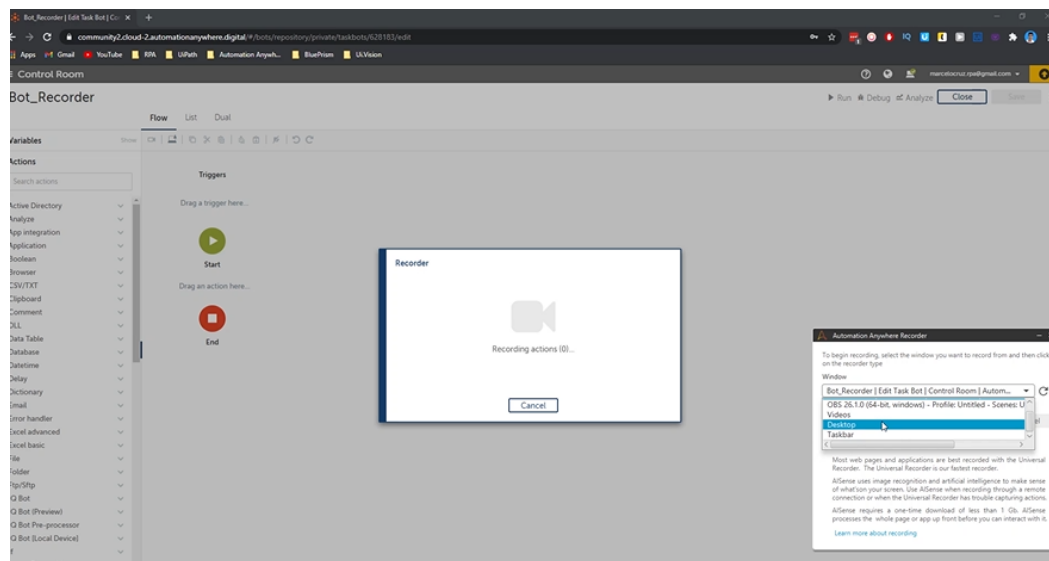 Bot_Recorder | Edit Task Bot | Co
community2.cloud-2.automationanywhere.digital/#/bots/repository/private/taskbots/628183/edit
Apps
Gmail
YouTube
RPA
UiPath
Automation Anywh...
BluePrism
Ui.Vision
Control Room
marcelocruz.rpa@gmail.com
Bot_Recorder
Run
Debug
Analyze
Close
Save
Flow
List
Dual
Variables
Show
Actions
Search actions
Active Directory
Analyze
App integration
Application
Boolean
Browser
CSV/TXT
Clipboard
Comment
DLL
Data Table
Database
Datetime
Delay
Dictionary
Email
Error handler
Excel advanced
Excel basic
File
Folder
Ftp/Sftp
IQ Bot
IQ Bot (Preview)
IQ Bot Pre-processor
IQ Bot [Local Device]
If
Triggers
Drag a trigger here...
Start
Drag an action here...
End
Recorder
Recording actions (0)...
Cancel
Automation Anywhere Recorder
To begin recording, select the window you want to record from and then click
on the recorder type
Window
Bot_Recorder | Edit Task Bot | Control Room | Autom...
OBS 26.1.0 (64-bit, windows) - Profile: Untitled - Scenes: U
Videos
Desktop
Taskbar
Most web pages and applications are best recorded with the Universal
Recorder. The Universal Recorder is our fastest recorder.
AISense uses image recognition and artificial intelligence to make sense
of what'son your screen. Use AISense when recording through a remote
connection or when the Universal Recorder has trouble capturing actions.
AISense requires a one-time download of less than 1 Gb. AISense
processes the whole page or app up front before you can interact with it.
Learn more about recording